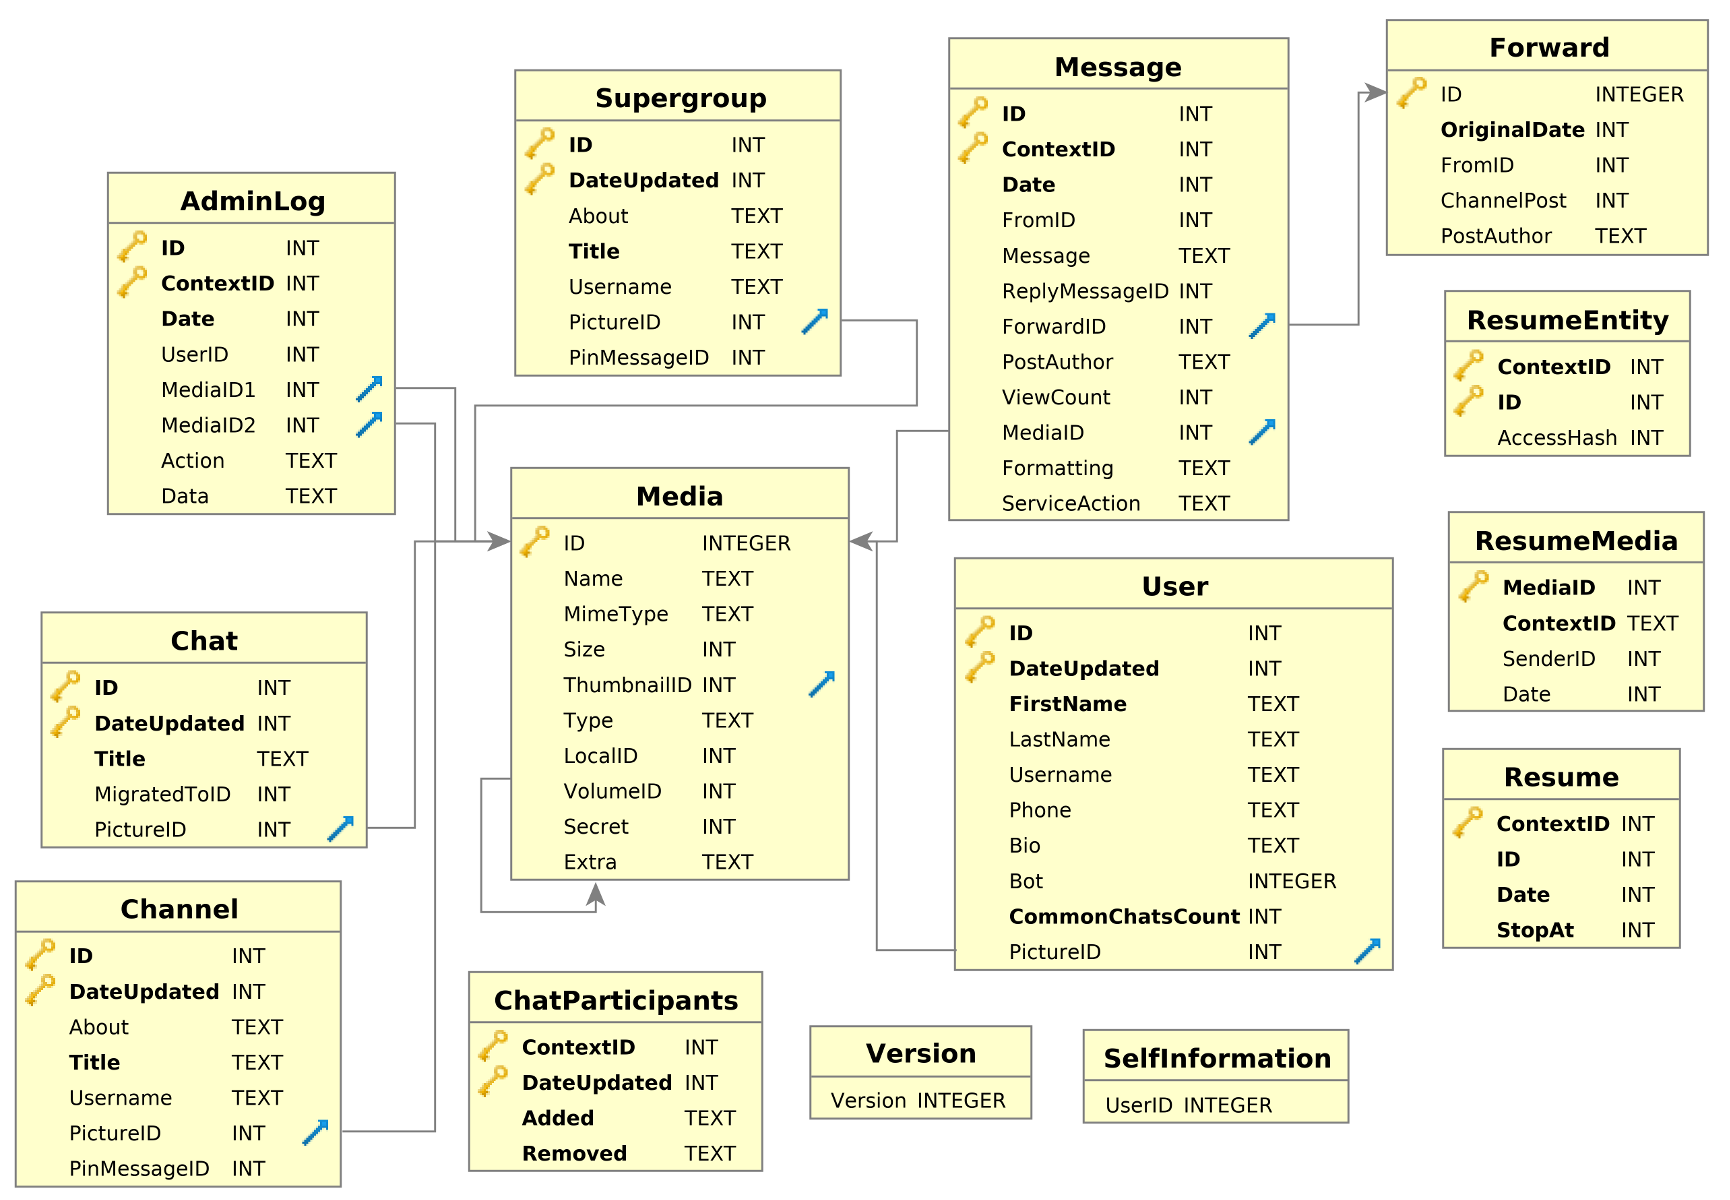 AdminLog
ID INT
ContextID INT
Date INT
UserID INT
MediaID1 INT
MediaID2 INT
Action TEXT
Data TEXT
Supergroup
ID INT
DateUpdated INT
About TEXT
Title TEXT
Username TEXT
PictureID INT
PinMessageID INT
Message
ID INT
ContextID INT
Date INT
FromID INT
Message TEXT
ReplyMessageID INT
ForwardID INT
PostAuthor TEXT
ViewCount INT
MediaID INT
Formatting TEXT
ServiceAction TEXT
Forward
ID INTEGER
OriginalDate INT
FromID INT
ChannelPost INT
PostAuthor TEXT
ResumeEntity
ContextID INT
ID INT
AccessHash INT
Media
ID INTEGER
Name TEXT
MimeType TEXT
Size INT
ThumbnailID INT
Type TEXT
LocalID INT
VolumeID INT
Secret INT
Extra TEXT
User
ID INT
DateUpdated INT
FirstName TEXT
LastName TEXT
Username TEXT
Phone TEXT
Bio TEXT
Bot INTEGER
CommonChatsCount INT
PictureID INT
ResumeMedia
MediaID INT
ContextID TEXT
SenderID INT
Date INT
Chat
ID INT
DateUpdated INT
Title TEXT
MigratedToID INT
PictureID INT
Resume
ContextID INT
ID INT
Date INT
StopAt INT
Channel
ID INT
DateUpdated INT
About TEXT
Title TEXT
Username TEXT
PictureID INT
PinMessageID INT
ChatParticipants
ContextID INT
DateUpdated INT
Added TEXT
Removed TEXT
Version
Version INTEGER
SelfInformation
UserID INTEGER